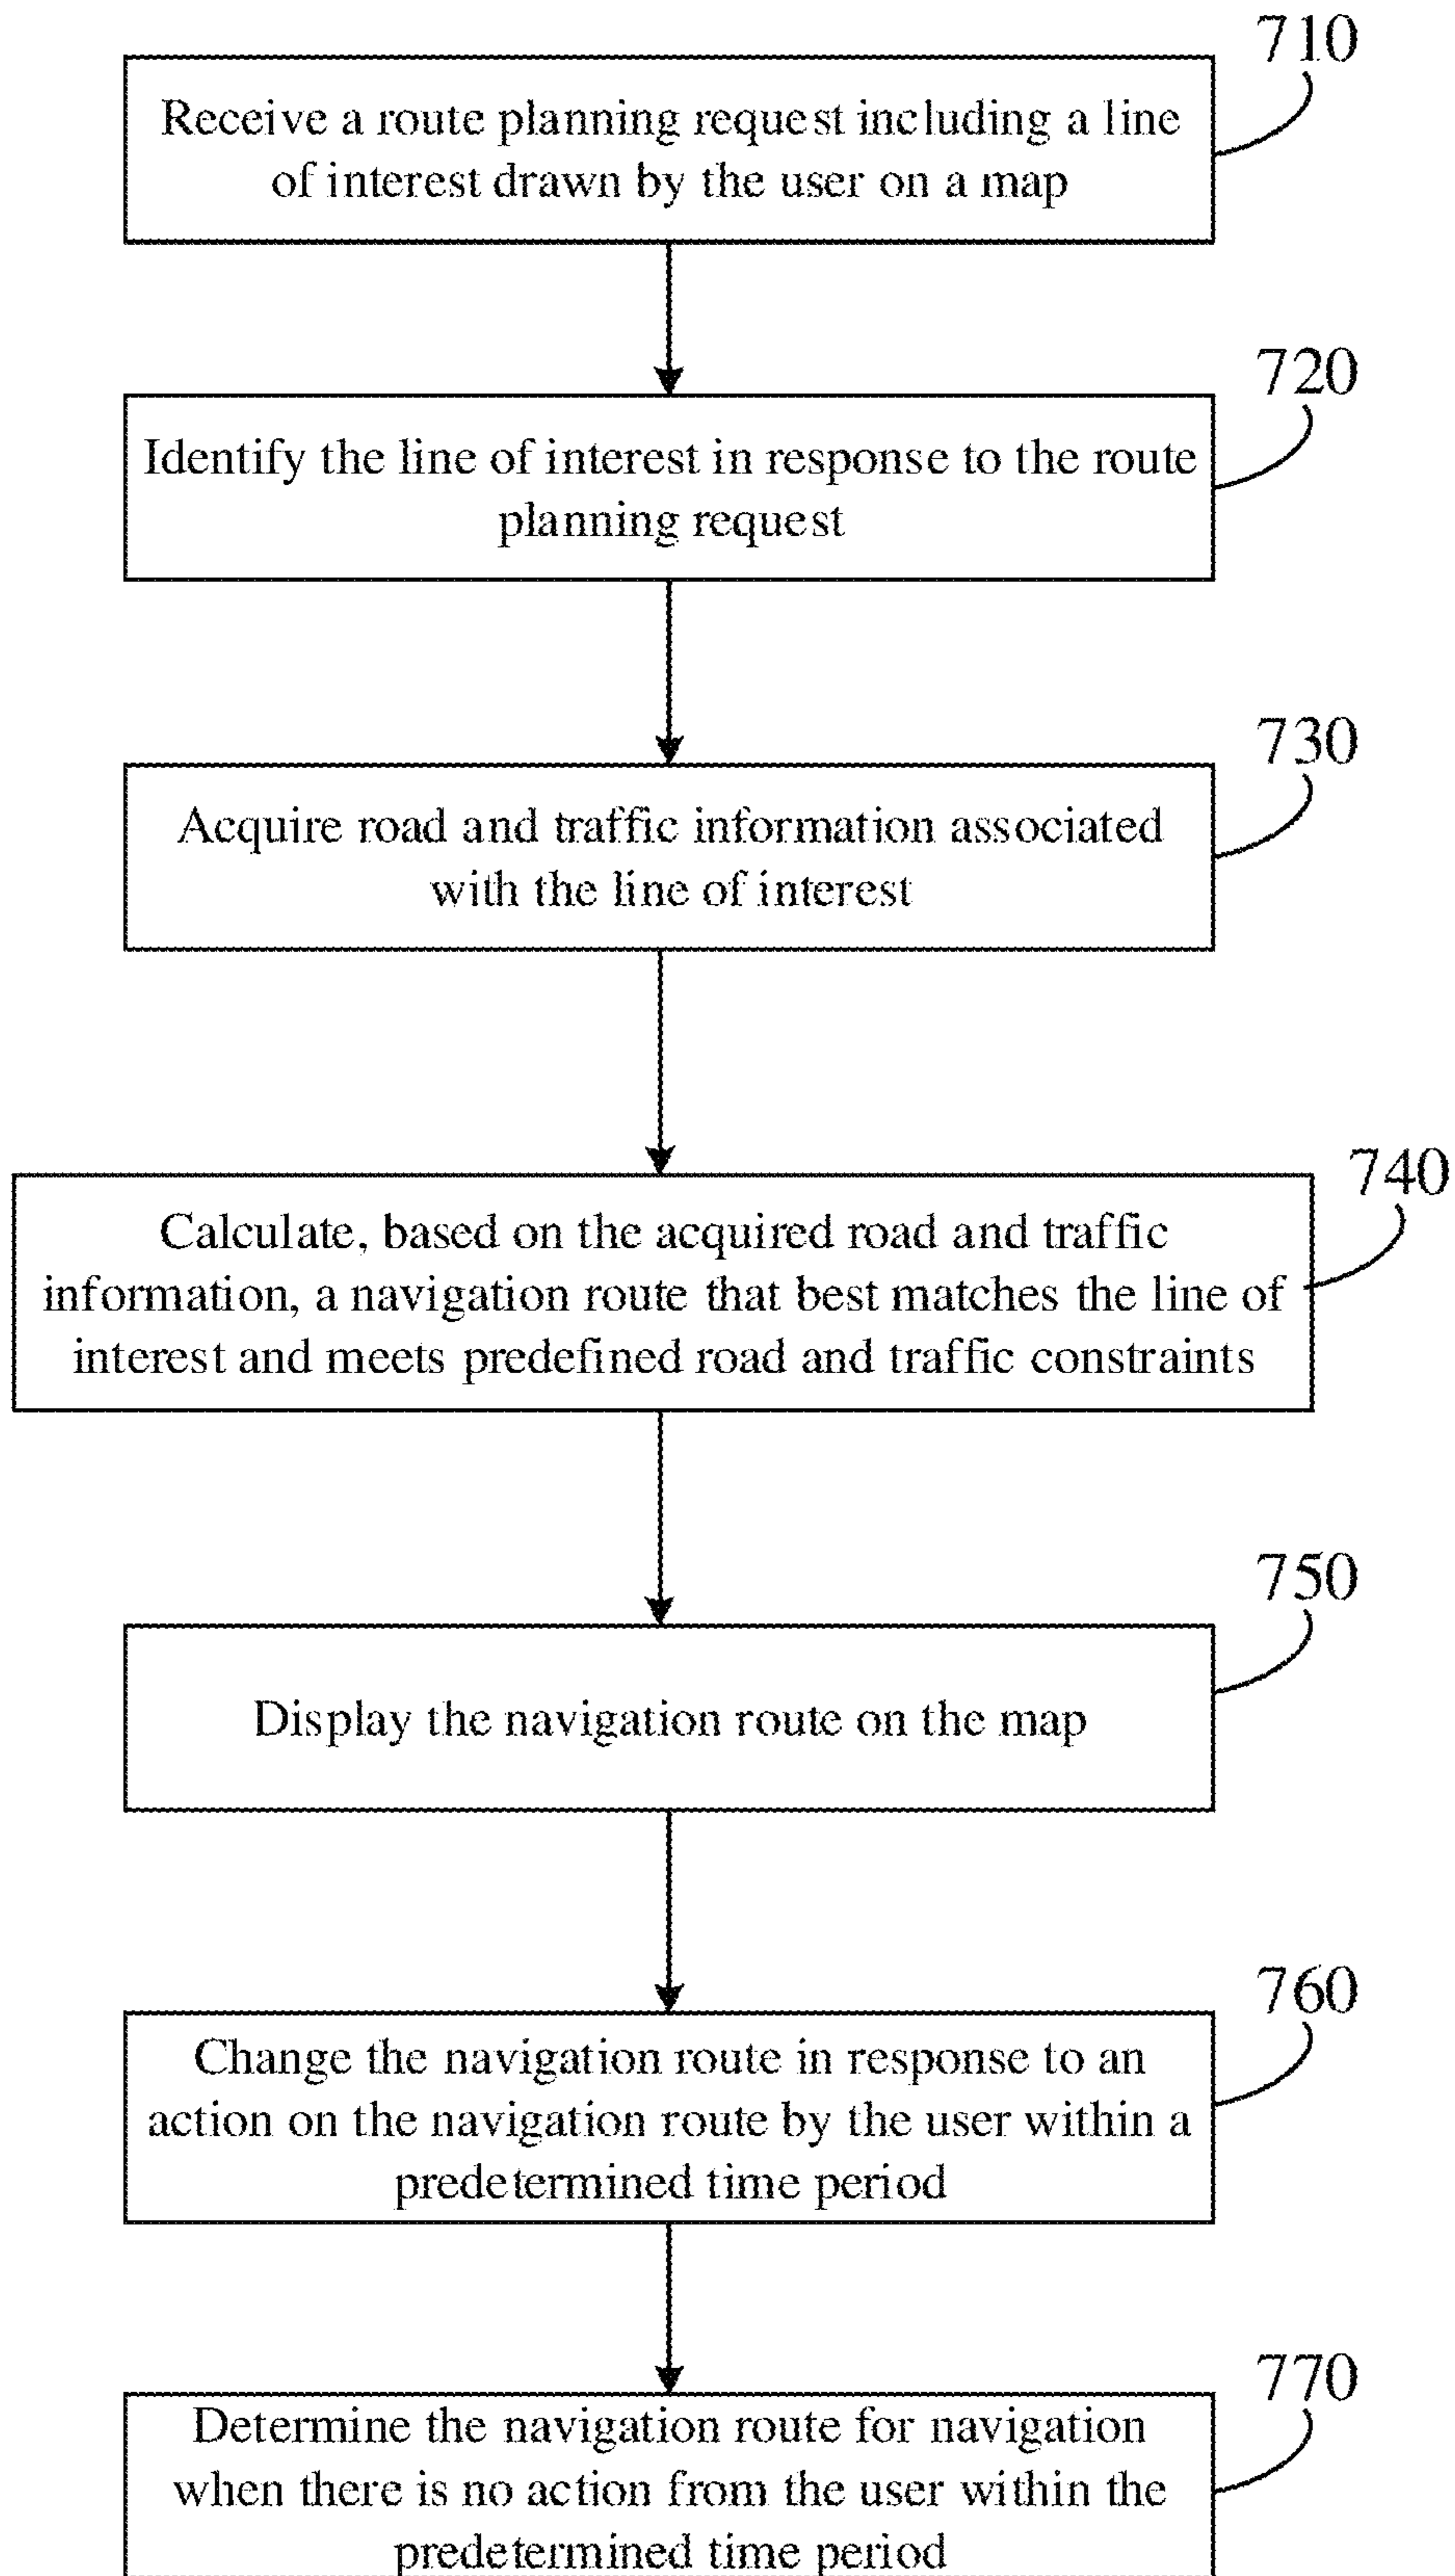 710
Receive a route planning request including a line
of interest drawn by the user on a map
720
Identify the line of interest in response to the route
planning request
730
Acquire road and traffic information associated
with the line of interest
740
Calculate, based on the acquired road and traffic
information, a navigation route that best matches the line of
interest and meets predefined road and traffic constraints
750
Display the navigation route on the map
760
Change the navigation route in response to an
action on the navigation route by the user within a
predetermined time period
770
Determine the navigation route for navigation
when there is no action from the user within the
predetermined time period